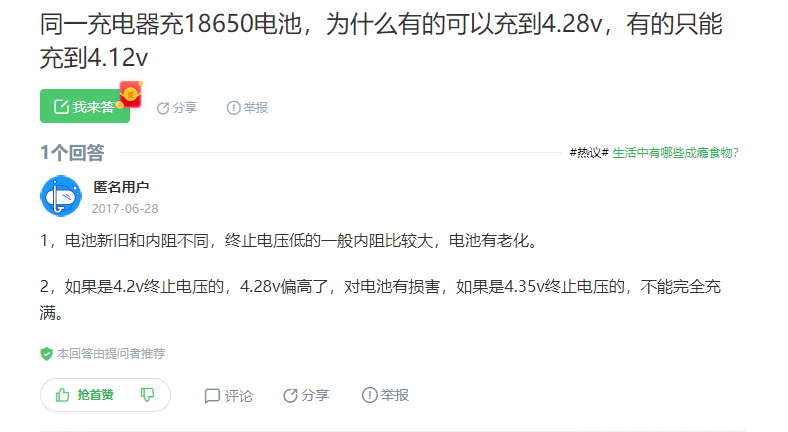 同一充电器充18650电池，为什么有的可以充到4.28v，有的只能
充到4.12v
我来答
奖
分享
举报
1个回答
#热议# 生活中有哪些成瘾食物?
匿名用户
2017-06-28
1，电池新旧和内阻不同，终止电压低的一般内阻比较大，电池有老化。
2，如果是4.2v终止电压的，4.28v偏高了，对电池有损害，如果是4.35v终止电压的，不能完全充
满。
本回答由提问者推荐
抢首赞
评论
分享
举报